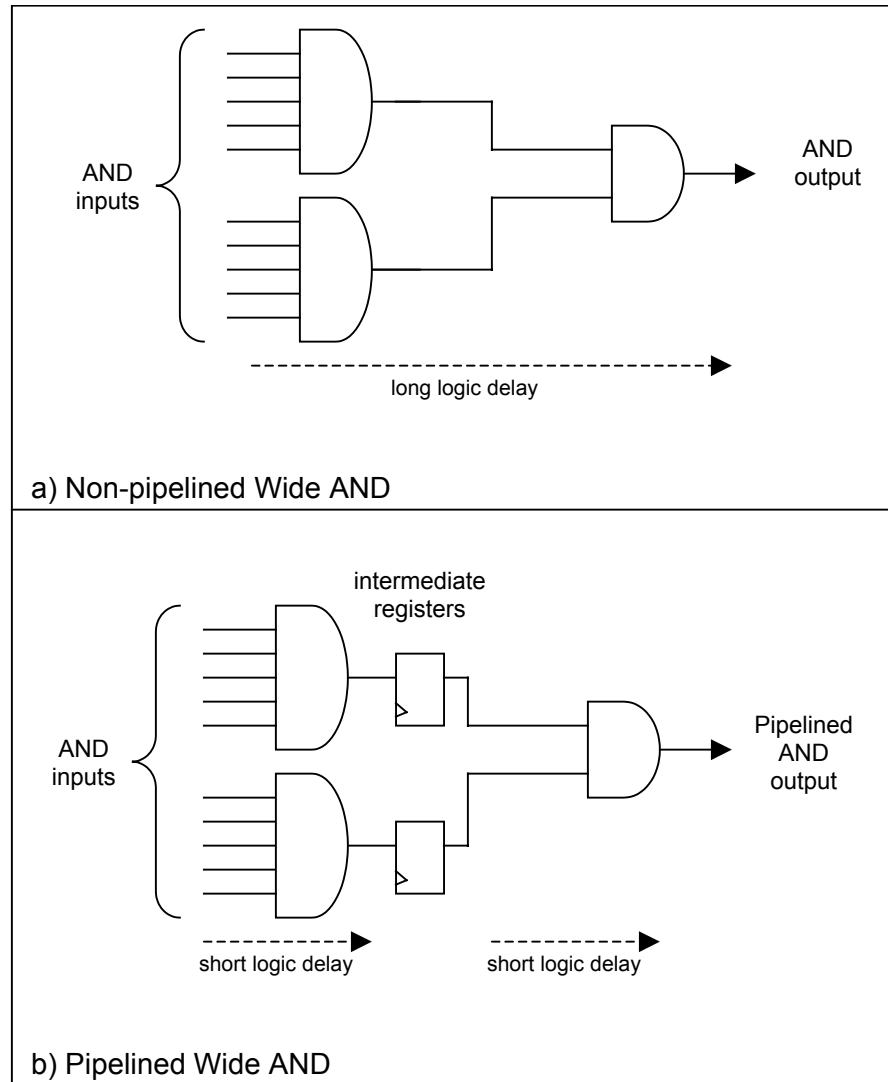 AND
inputs
AND
output
long logic delay
a) Non-pipelined Wide AND
intermediate
registers
AND
inputs
Pipelined
AND
output
short logic delay
short logic delay
b) Pipelined Wide AND